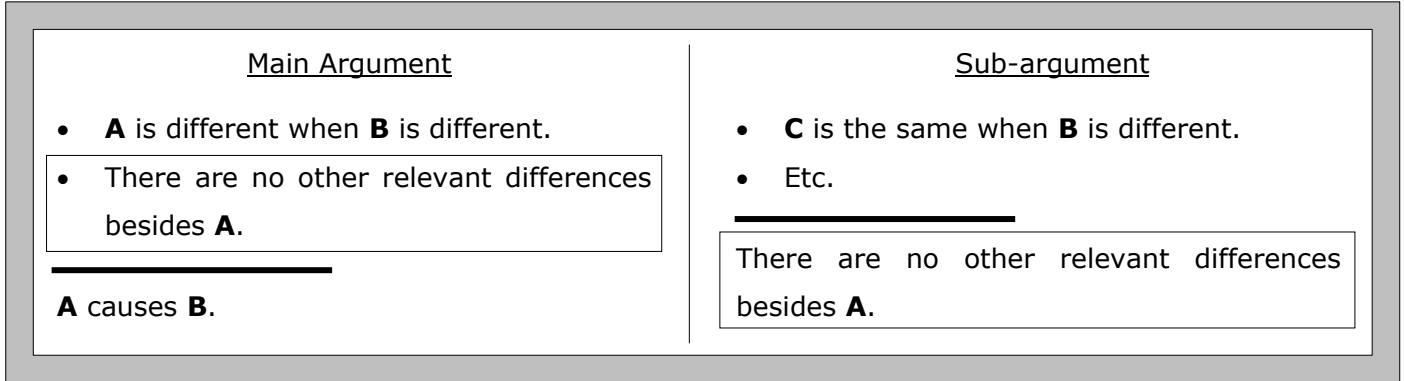 Main Argument
• A is different when B is different.
• There are no other relevant differences
besides A.
A causes B.
Sub-argument
• C is the same when B is different.
• Etc.
There are no other relevant differences
besides A.